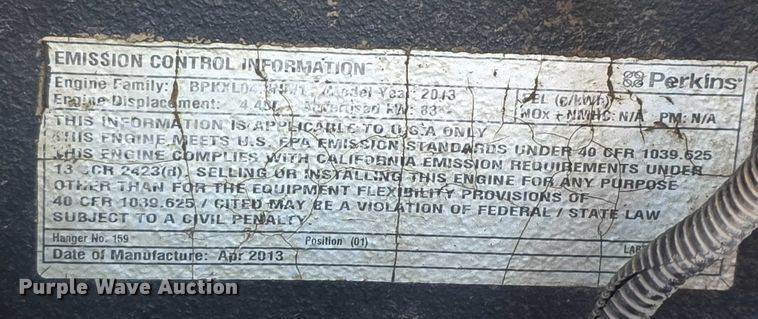 EMISSION CONTROL INFORMATION
Perkins
Engine Family: Model Year 2013
Engine Displacement: 4.4 Advertised kW: 83
FEL (g/kWh)
NOX + NMHC: N/A PM: N/A
THIS INFORMATION IS APPLICABLE TO U.S.A ONLY
THIS ENGINE MEETS U.S. EPA EMISSION STANDARDS UNDER 40 CFR 1039.625
THIS ENGINE COMPLIES WITH CALIFORNIA EMISSION REQUIREMENTS UNDER
13 CCR 2423(d). SELLING OR INSTALLING THIS ENGINE FOR ANY PURPOSE
OTHER THAN FOR THE EQUIPMENT FLEXIBILITY PROVISIONS OF
40 CFR 1039.625 / CITED MAY BE A VIOLATION OF FEDERAL / STATE LAW
SUBJECT TO A CIVIL PENALTY
Hanger No. 159 Position (01)
Date of Manufacture: Apr 2013
Purple Wave Auction